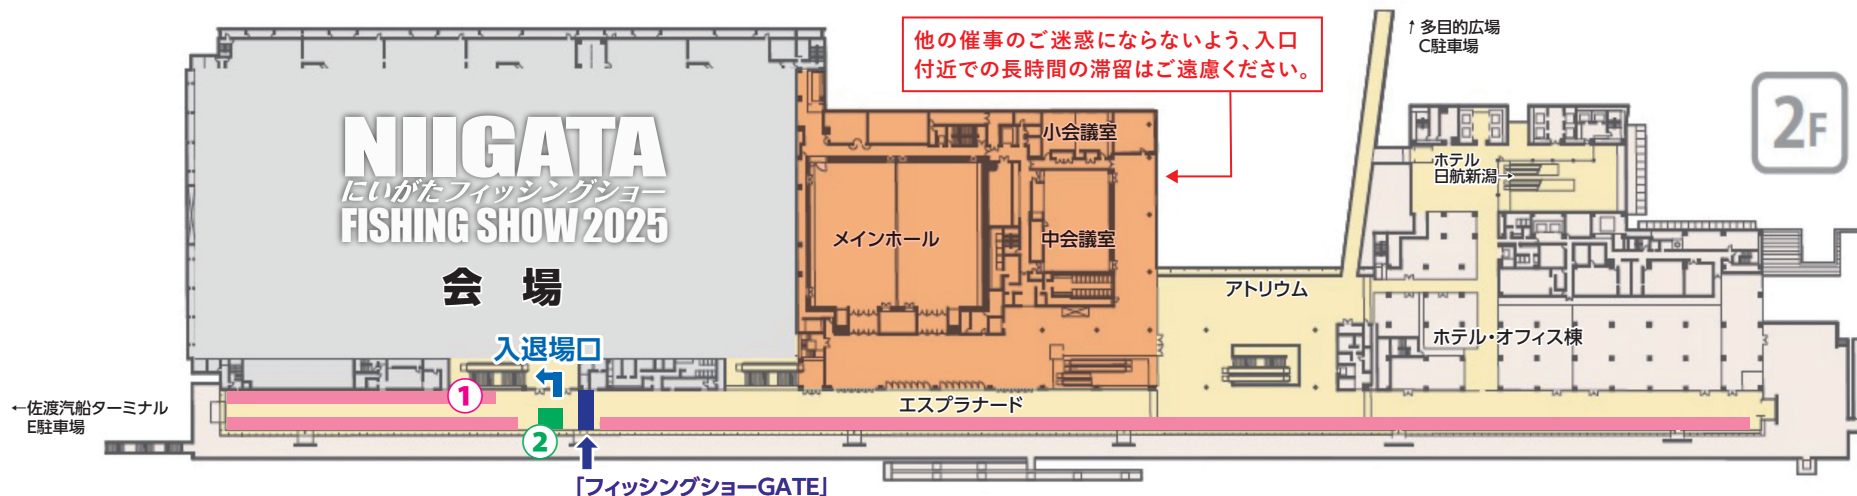 NIIGATA
にいがたフィッシングショー
FISHING SHOW 2025
会 場
入退場口
①
②
←佐渡汽船ターミナル
E駐車場
「フィッシングショーGATE」
エスプラナード
メインホール
小会議室
中会議室
他の催事のご迷惑にならないよう、入口
付近での長時間の滞留はご遠慮ください。
アトリウム
↑多目的広場
C駐車場
ホテル
日航新潟→
ホテル・オフィス棟
2F